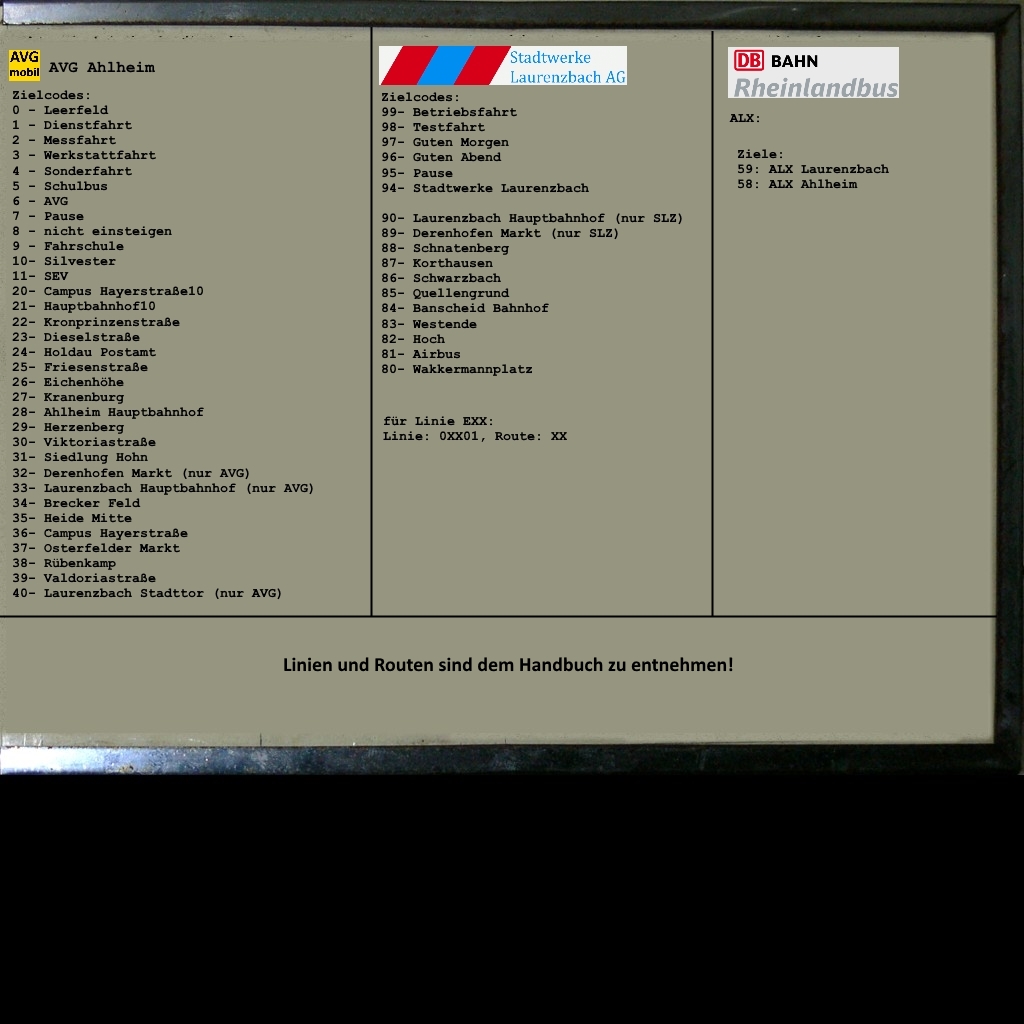 AVG
mobil
AVG Ahlheim
Zielcodes:
0 - Leerfeld
1 - Dienstfahrt
2 - Messfahrt
3 - Werkstattfahrt
4 - Sonderfahrt
5 - Schulbus
6 - AVG
7 - Pause
8 - nicht einsteigen
9 - Fahrschule
10- Silvester
11- SEV
20- Campus Hayerstraße10
21- Hauptbahnhof10
22- Kronprinzenstraße
23- Dieselstraße
24- Holdau Postamt
25- Friesenstraße
26- Eichenhöhe
27- Kranenburg
28- Ahlheim Hauptbahnhof
29- Herzenberg
30- Viktoriastraße
31- Siedlung Hohn
32- Derenhofen Markt (nur AVG)
33- Laurenzbach Hauptbahnhof (nur AVG)
34- Brecker Feld
35- Heide Mitte
36- Campus Hayerstraße
37- Osterfelder Markt
38- Rübenkamp
39- Valdoriastraße
40- Laurenzbach Stadttor (nur AVG)
Stadtwerke
Laurenzbach AG
Zielcodes:
99- Betriebsfahrt
98- Testfahrt
97- Guten Morgen
96- Guten Abend
95- Pause
94- Stadtwerke Laurenzbach
90- Laurenzbach Hauptbahnhof (nur SLZ)
89- Derenhofen Markt (nur SLZ)
88- Schnatenberg
87- Korthausen
86- Schwarzbach
85- Quellengrund
84- Banscheid Bahnhof
83- Westende
82- Hoch
81- Airbus
80- Wakkermannplatz
für Linie EXX:
Linie: 0XX01, Route: XX
DB BAHN
Rheinlandbus
ALX:
Ziele:
59: ALX Laurenzbach
58: ALX Ahlheim
Linien und Routen sind dem Handbuch zu entnehmen!